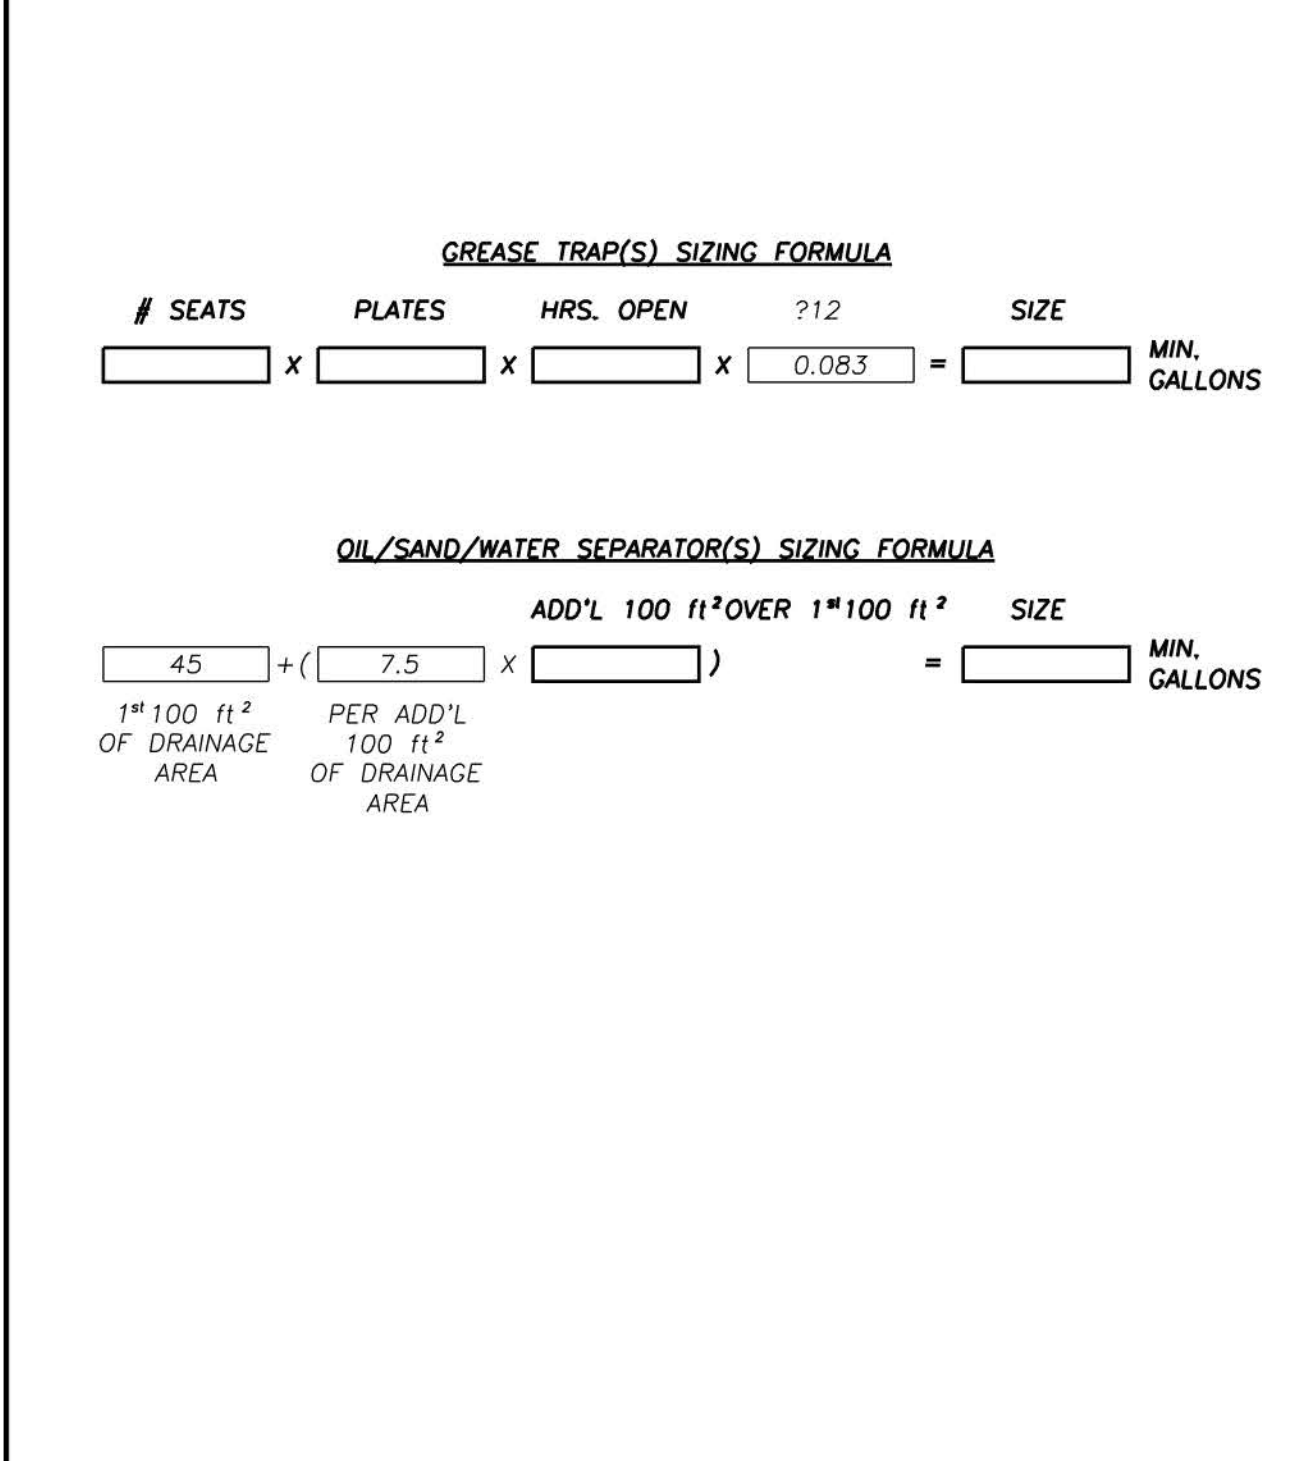 GREASE TRAP(S) SIZING FORMULA
# SEATS PLATES HRS. OPEN ?12 SIZE
X X X 0.083 = MIN. GALLONS
OIL/SAND/WATER SEPARATOR(S) SIZING FORMULA
ADD'L 100 ft² OVER 1st 100 ft² SIZE
45 +( 7.5 X ) = MIN. GALLONS
1st 100 ft² PER ADD'L
OF DRAINAGE 100 ft²
AREA OF DRAINAGE
AREA